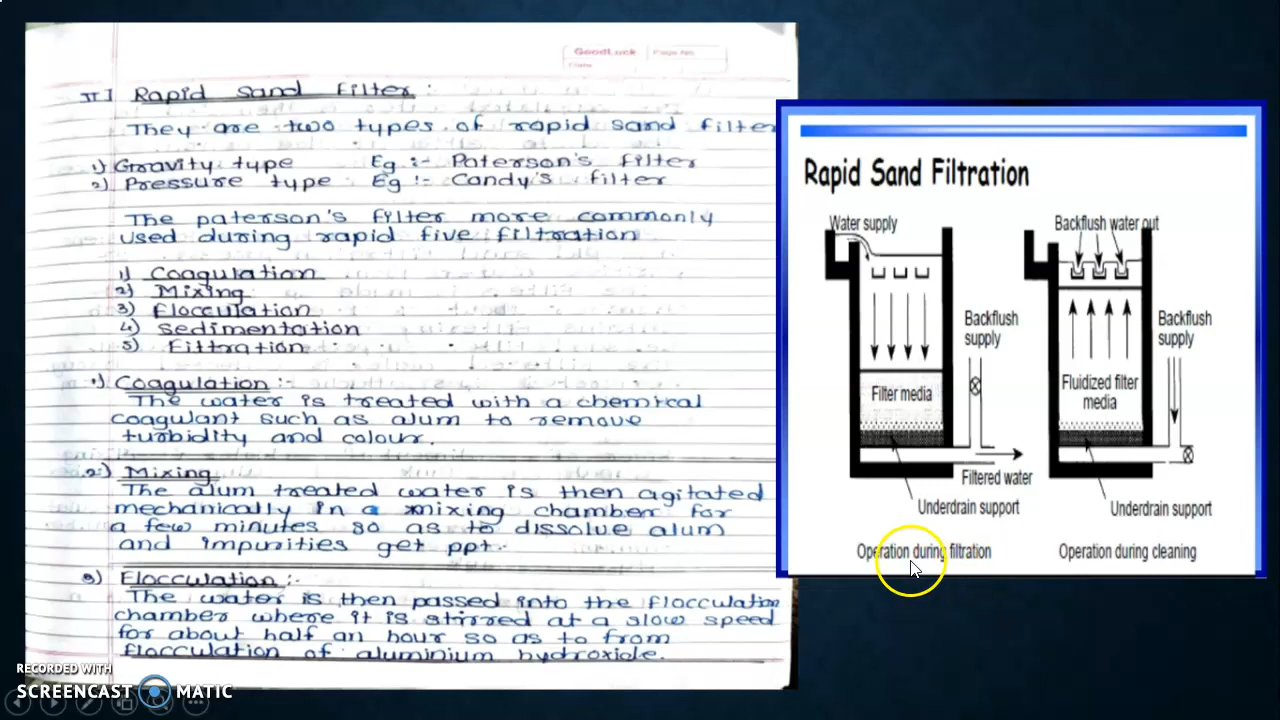 GoodLuck Page No.
Date
II] Rapid Sand Filter :
They are two types of rapid sand filter
1) Gravity type Eg :- Paterson's filter
2) Pressure type Eg :- Candy's filter
The paterson's filter more commonly
used during rapid five filtration
1) Coagulation
2) Mixing
3) Flocculation
4) Sedimentation
5) Filtration
1) Coagulation :-
The water is treated with a chemical
coagulant such as alum to remove
turbidity and colour.
2) Mixing
The alum treated water is then agitated
mechanically in a mixing chamber for
a few minutes so as to dissolve alum
and impurities get ppt.
3) Flocculation :-
The water is then passed into the flocculation
chamber where it is stirred at a slow speed
for about half an hour so as to from
flocculation of aluminium hydroxide.
Rapid Sand Filtration
Water supply
Backflush
supply
Filter media
Filtered water
Underdrain support
Operation during filtration
Backflush water out
Backflush
supply
Fluidized filter
media
Underdrain support
Operation during cleaning
RECORDED WITH
SCREENCAST MATIC